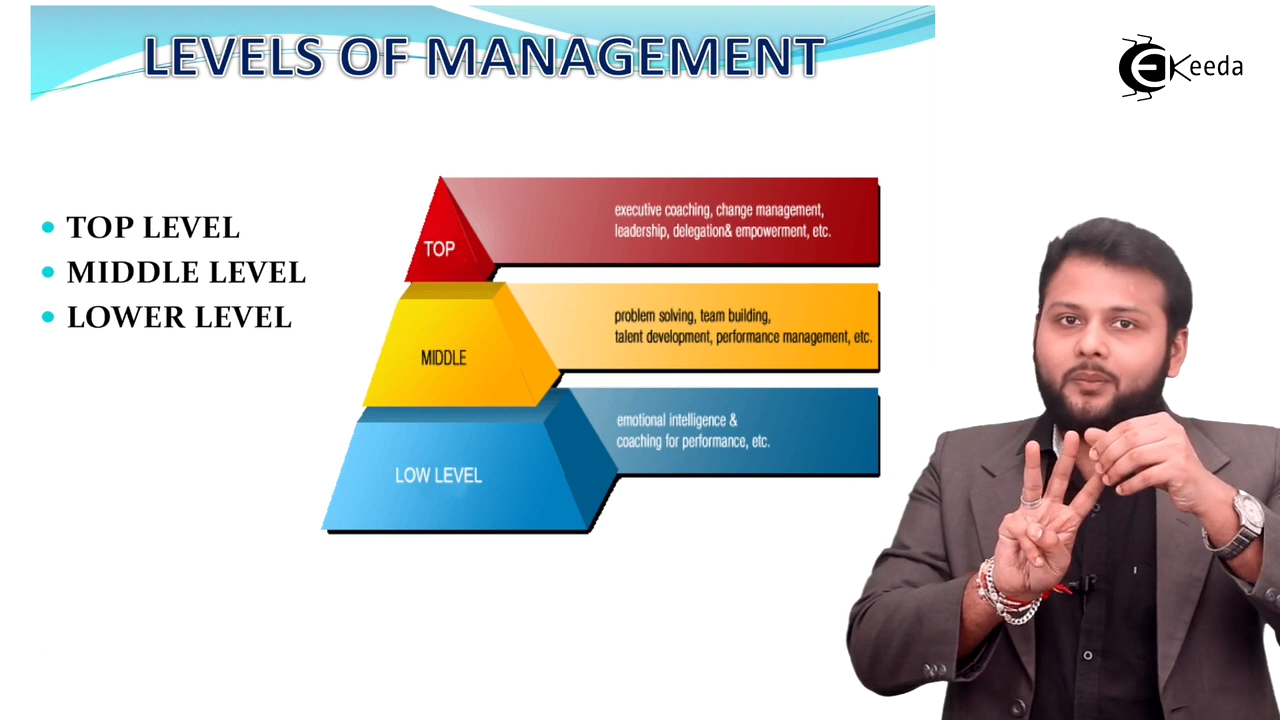 LEVELS OF MANAGEMENT
EKeeda
TOP LEVEL
MIDDLE LEVEL
LOWER LEVEL
TOP
executive coaching, change management,
leadership, delegation& empowerment, etc.
MIDDLE
problem solving, team building,
talent development, performance management, etc.
LOW LEVEL
emotional intelligence &
coaching for performance, etc.